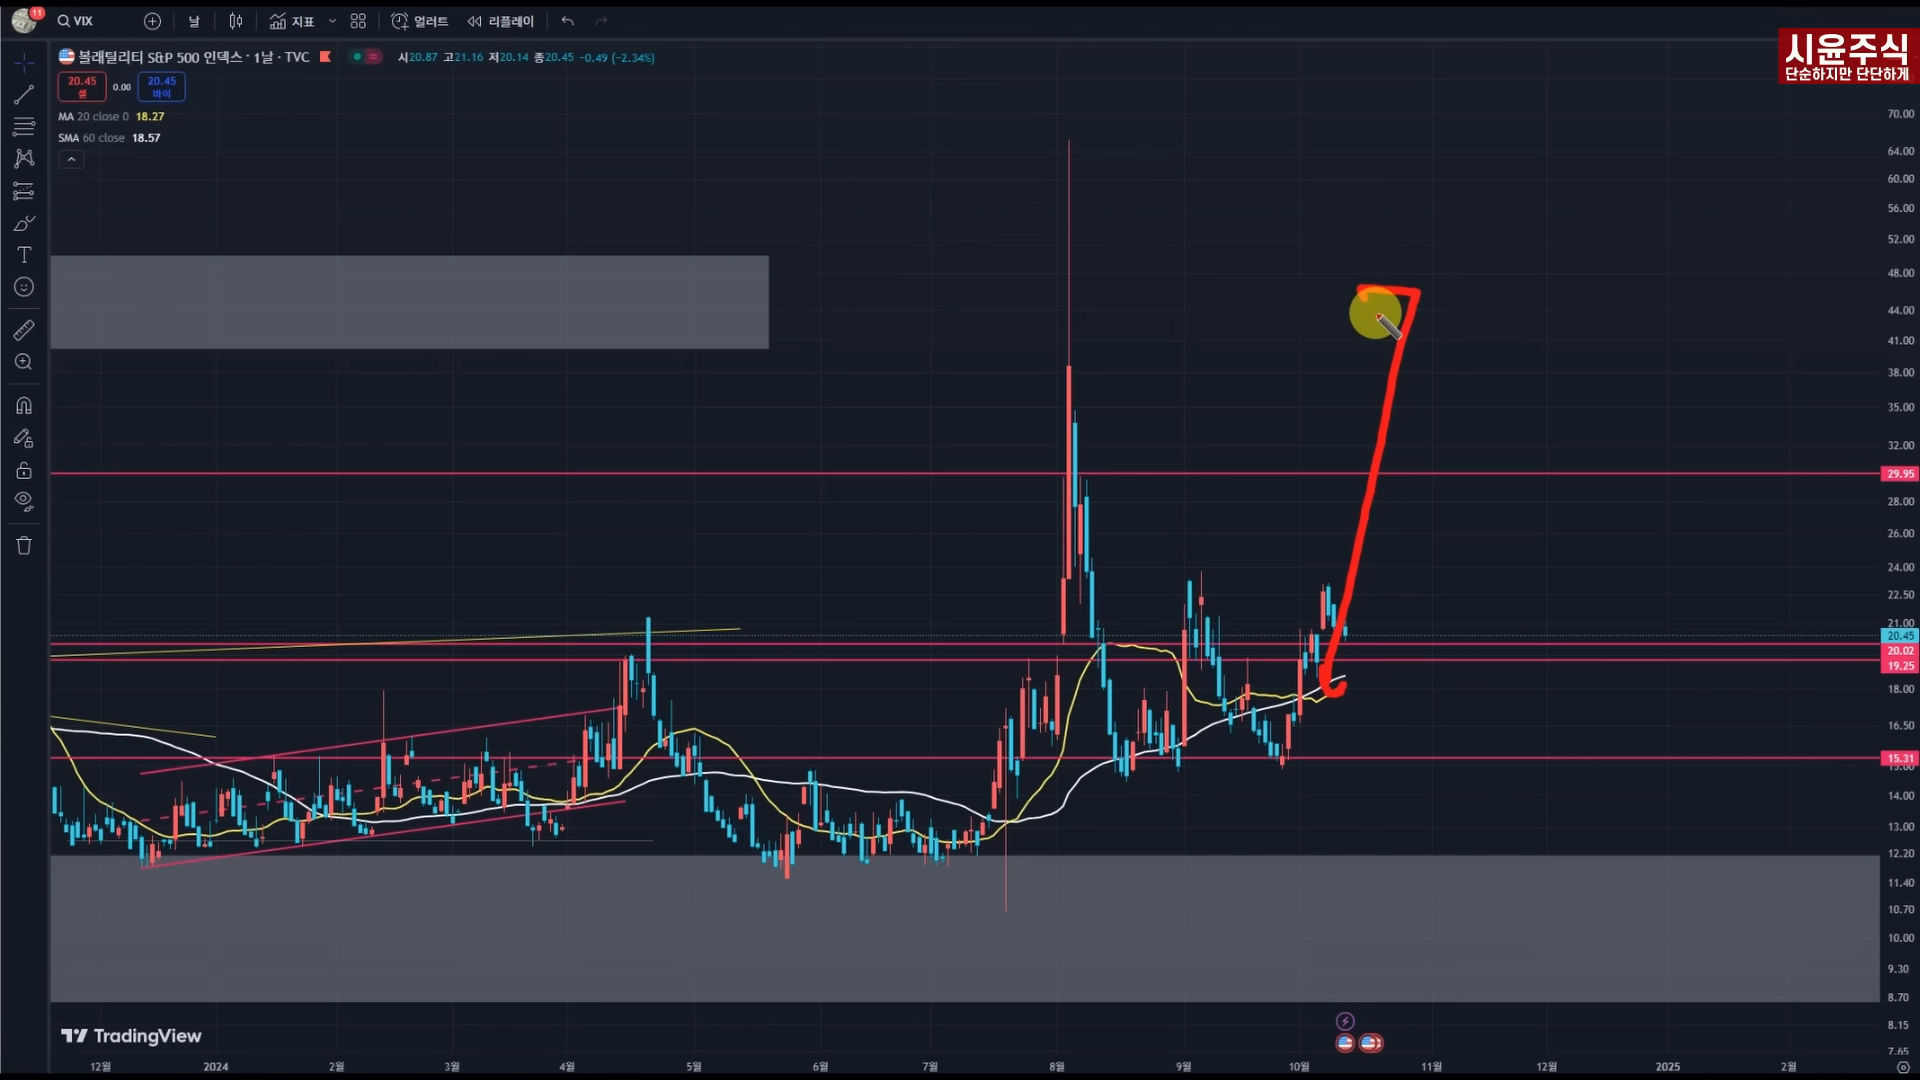 11
VIX
날
지표
얼러트
리플레이
시윤주식
단순하지만 단단하게
볼래틸리티 S&P 500 인덱스 · 1날 · TVC
시20.87 고21.16 저20.14 종20.45 -0.49 (-2.34%)
20.45
셀
0.00
20.45
바이
MA 20 close 0 18.27
SMA 60 close 18.57
70.00
64.00
60.00
56.00
52.00
48.00
44.00
41.00
38.00
35.00
32.00
29.95
28.00
26.00
24.00
22.50
21.00
20.45
20.02
19.25
18.00
16.50
15.31
15.00
14.00
13.00
12.20
11.40
10.70
10.00
9.30
8.70
8.15
7.65
TradingView
12월
2024
2월
3월
4월
5월
6월
7월
8월
9월
10월
11월
12월
2025
2월